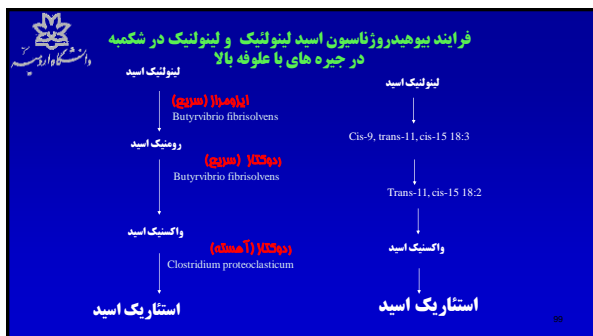 فرایند بیوهیدروژناسیون اسید لینولئیک و لینولنیک در شکمبه
در جیره های با علوفه بالا
دانشگاه ارومیه
لینولئیک اسید
ایزومراز (سریع)
Butyrvibrio fibrisolvens
رومنیک اسید
ردوکتاز (سریع)
Butyrvibrio fibrisolvens
واکسنیک اسید
ردوکتاز (آهسته)
Clostridium proteoclasticum
استئاریک اسید
لینولنیک اسید
Cis-9, trans-11, cis-15 18:3
Trans-11, cis-15 18:2
واکسنیک اسید
استئاریک اسید